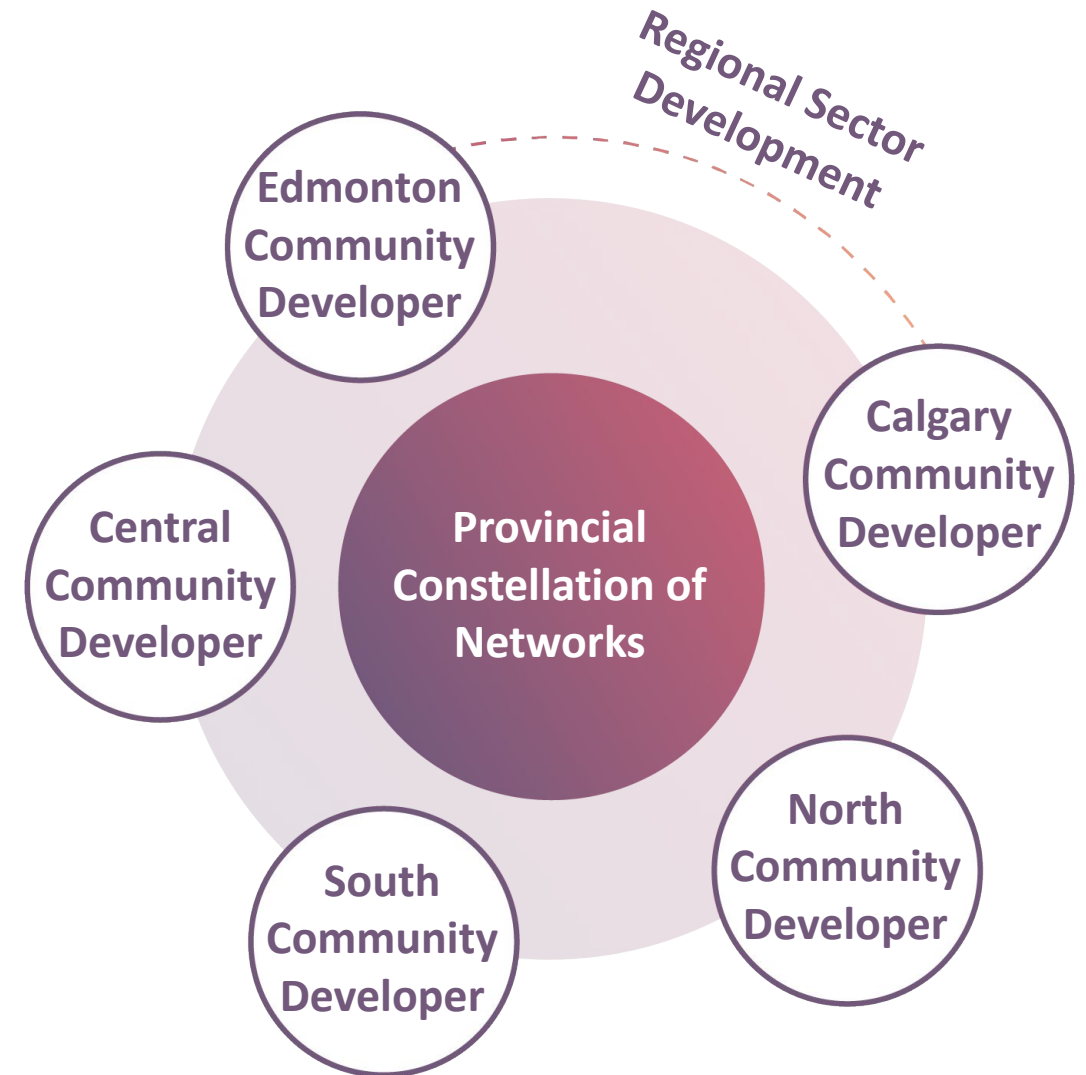 Regional Sector
Development
Edmonton
Community
Developer
Calgary
Community
Developer
Central
Community
Developer
Provincial
Constellation of
Networks
North
Community
Developer
South
Community
Developer